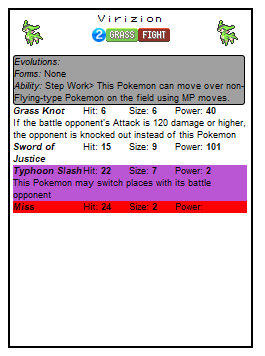 Virizion
2 GRASS FIGHT
Evolutions:
Forms: None
Ability: Step Work> This Pokemon can move over non-
Flying-type Pokemon on the field using MP moves.
Grass Knot Hit: 6 Size: 6 Power: 40
If the battle opponent's Attack is 120 damage or higher,
the opponent is knocked out instead of this Pokemon
Sword of Hit: 15 Size: 9 Power: 101
Justice
Typhoon Slash Hit: 22 Size: 7 Power: 2
This Pokemon may switch places with its battle
opponent
Miss Hit: 24 Size: 2 Power: